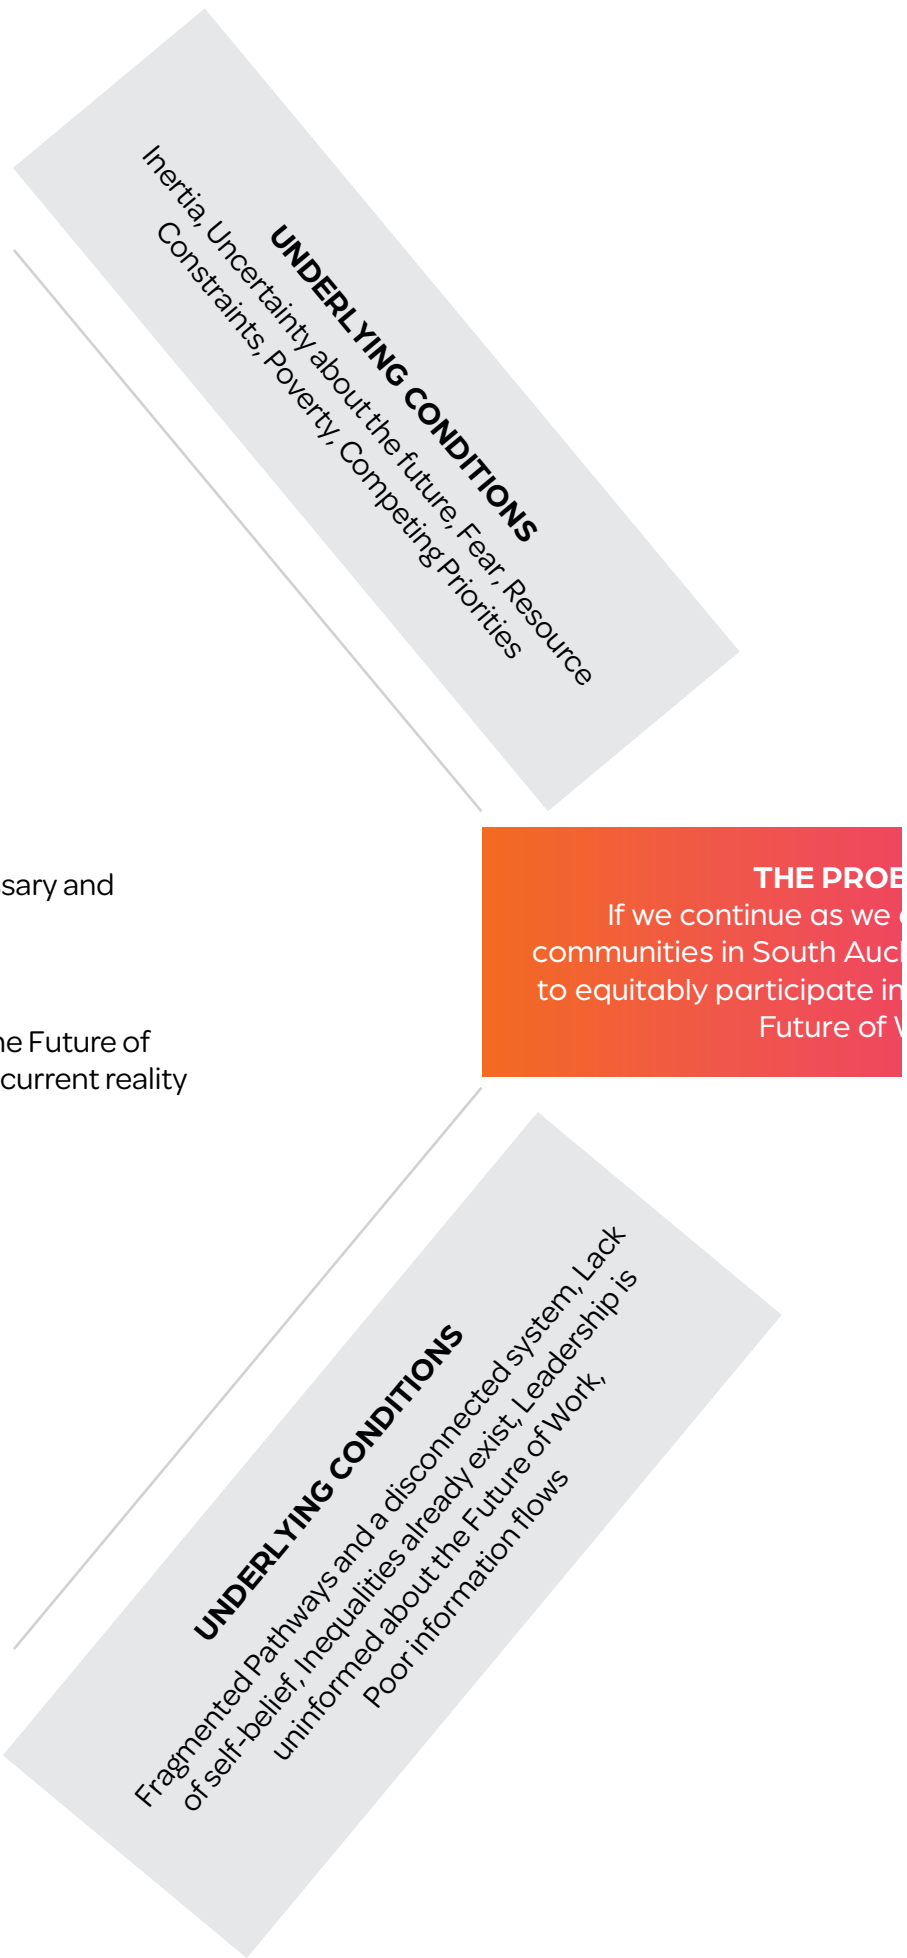 UNDERLYING CONDITIONS
Inertia, Uncertainty about the future, Fear, Resource
Constraints, Poverty, Competing Priorities
sary and
Future of
current reality
THE
If we continue as we
communities in South
to equitably participate in
Future of
UNDERLYING CONDITIONS
Fragmented Pathways and a disconnected system, Lack
of self-belief, Inequalities already exist, Leadership is
uninformed about the Future of Work,
Poor information flows